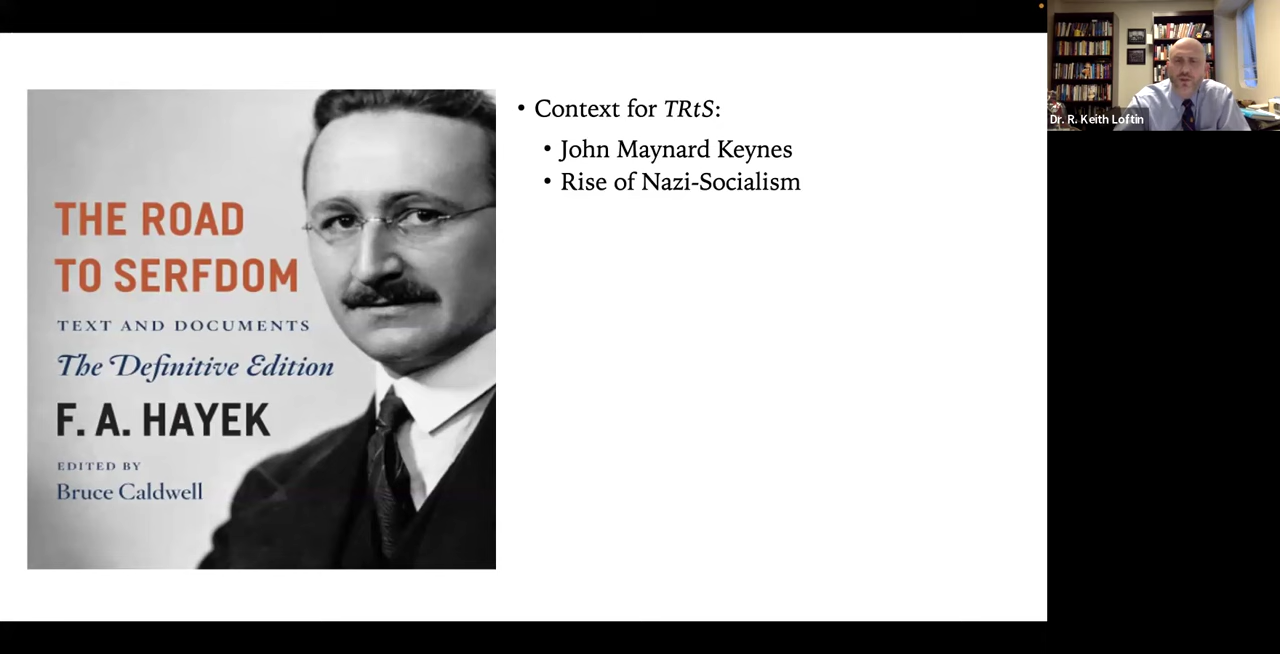 THE ROAD
TO SERFDOM
TEXT AND DOCUMENTS
The Definitive Edition
F. A. HAYEK
EDITED BY
Bruce Caldwell
• Context for TRtS:
• John Maynard Keynes
• Rise of Nazi-Socialism
Dr. R. Keith Loftin